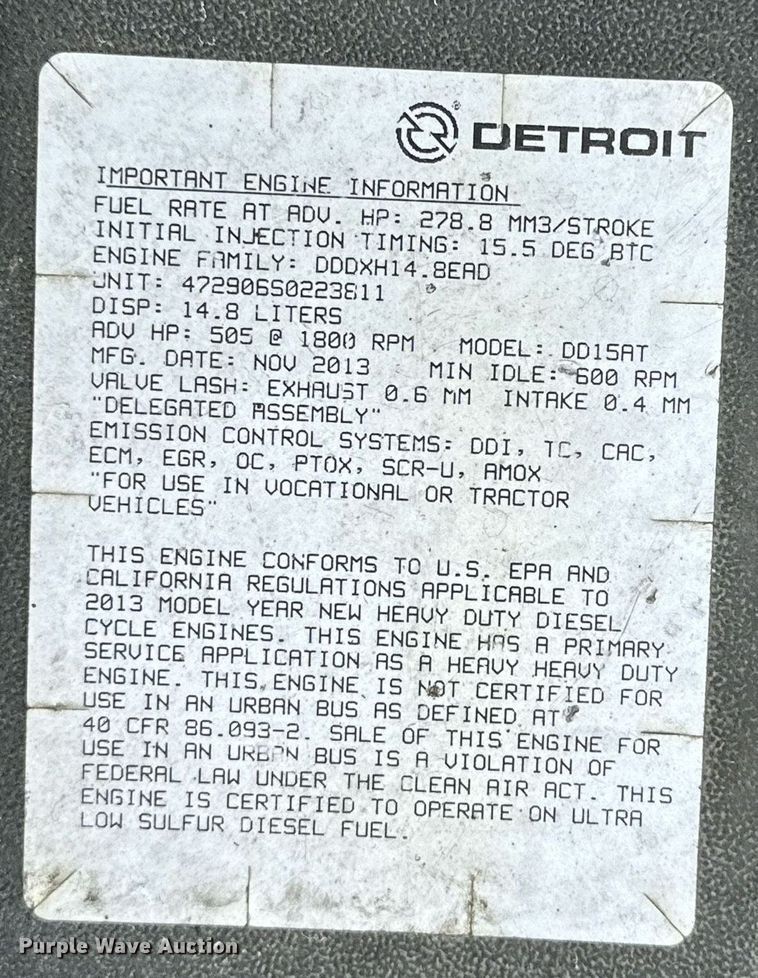 DETROIT
IMPORTANT ENGINE INFORMATION
FUEL RATE AT ADV. HP: 278.8 MM3/STROKE
INITIAL INJECTION TIMING: 15.5 DEG BTC
ENGINE FAMILY: DDDXH14.8EAD
UNIT: 472906S0223811
DISP: 14.8 LITERS
ADV HP: 505 @ 1800 RPM MODEL: DD15AT
MFG. DATE: NOV 2013 MIN IDLE: 600 RPM
VALVE LASH: EXHAUST 0.6 MM INTAKE 0.4 MM
"DELEGATED ASSEMBLY"
EMISSION CONTROL SYSTEMS: DDI, TC, CAC,
ECM, EGR, OC, PTOX, SCR-U, AMOX
"FOR USE IN VOCATIONAL OR TRACTOR
VEHICLES"
THIS ENGINE CONFORMS TO U.S. EPA AND
CALIFORNIA REGULATIONS APPLICABLE TO
2013 MODEL YEAR NEW HEAVY DUTY DIESEL
CYCLE ENGINES. THIS ENGINE HAS A PRIMARY
SERVICE APPLICATION AS A HEAVY HEAVY DUTY
ENGINE. THIS ENGINE IS NOT CERTIFIED FOR
USE IN AN URBAN BUS AS DEFINED AT
40 CFR 86.093-2. SALE OF THIS ENGINE FOR
USE IN AN URBAN BUS IS A VIOLATION OF
FEDERAL LAW UNDER THE CLEAN AIR ACT. THIS
ENGINE IS CERTIFIED TO OPERATE ON ULTRA
LOW SULFUR DIESEL FUEL.
Purple Wave Auction